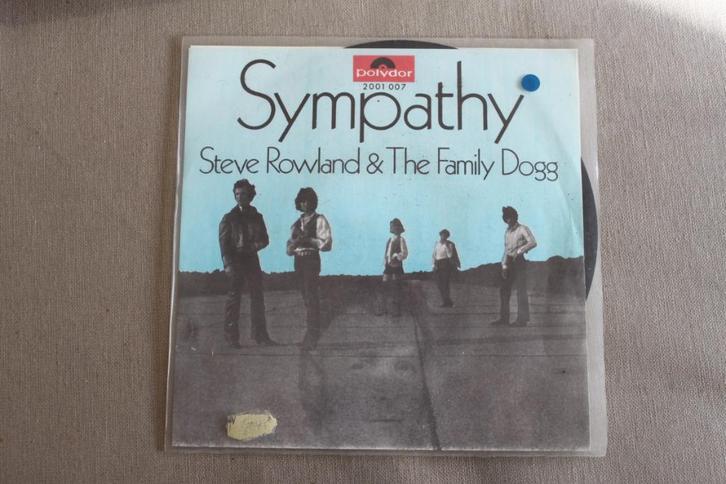 polydor
2001 007
Sympathy
Steve Rowland & The Family Dogg